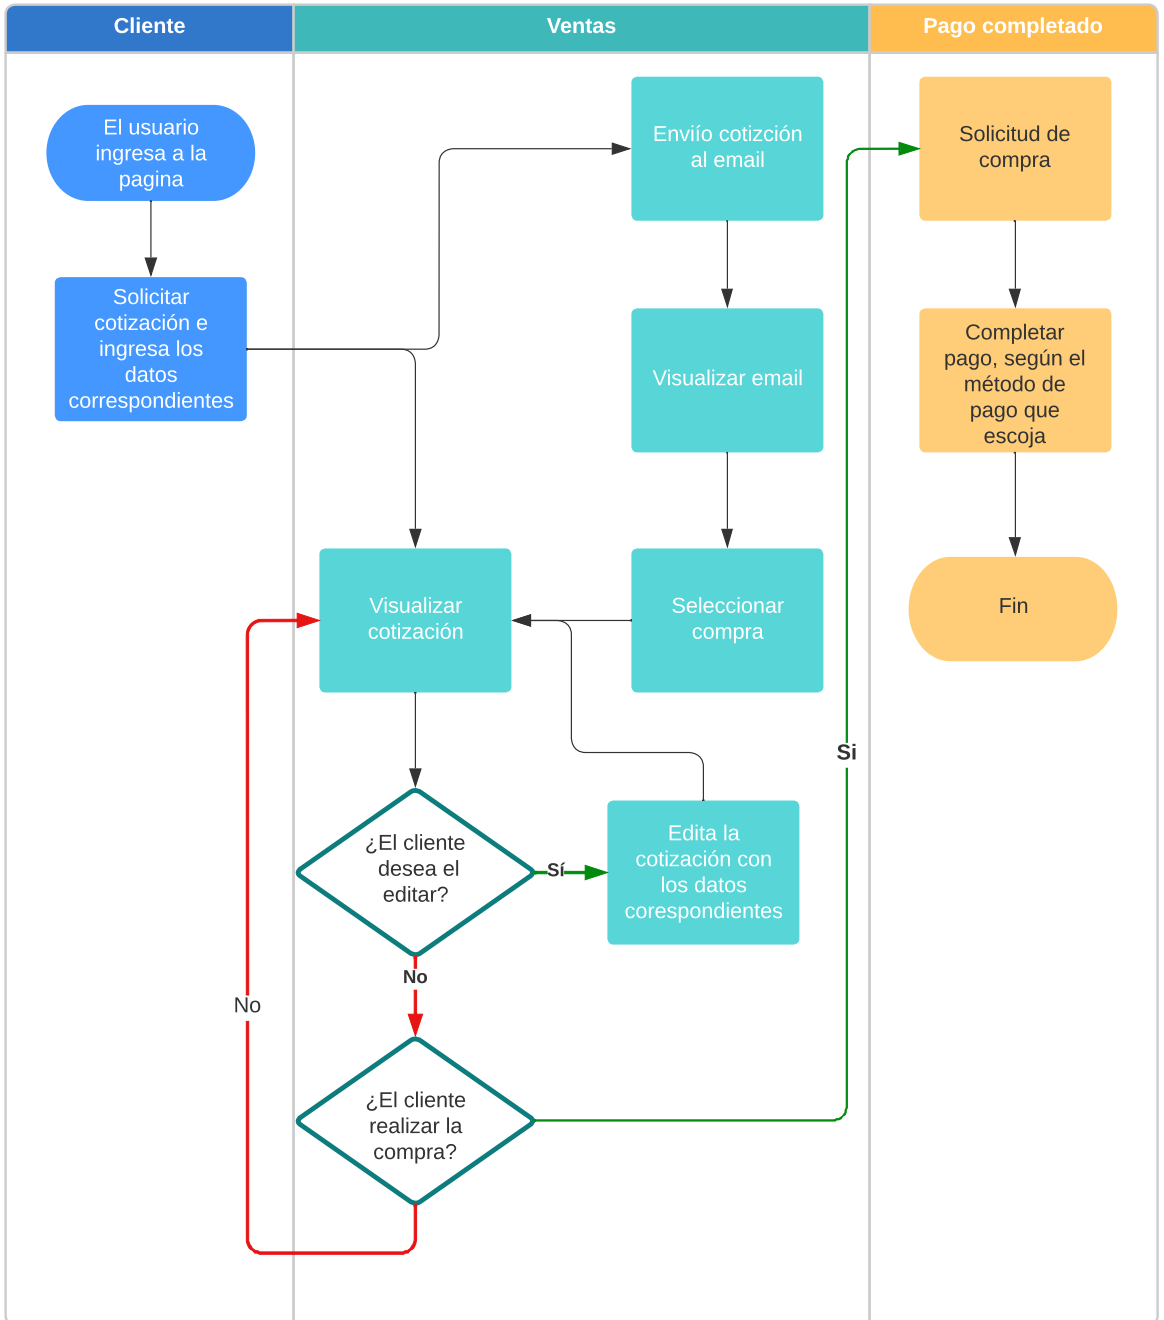 Cliente
Ventas
Pago completado
El usuario
ingresa a la
pagina
Solicitar
cotización e
ingresa los
datos
correspondientes
Enviío cotizción
al email
Visualizar email
Seleccionar
compra
Visualizar
cotización
¿El cliente
desea el
editar?
Sí
Edita la
cotización con
los datos
corespondientes
No
¿El cliente
realizar la
compra?
No
Si
Solicitud de
compra
Completar
pago, según el
método de
pago que
escoja
Fin